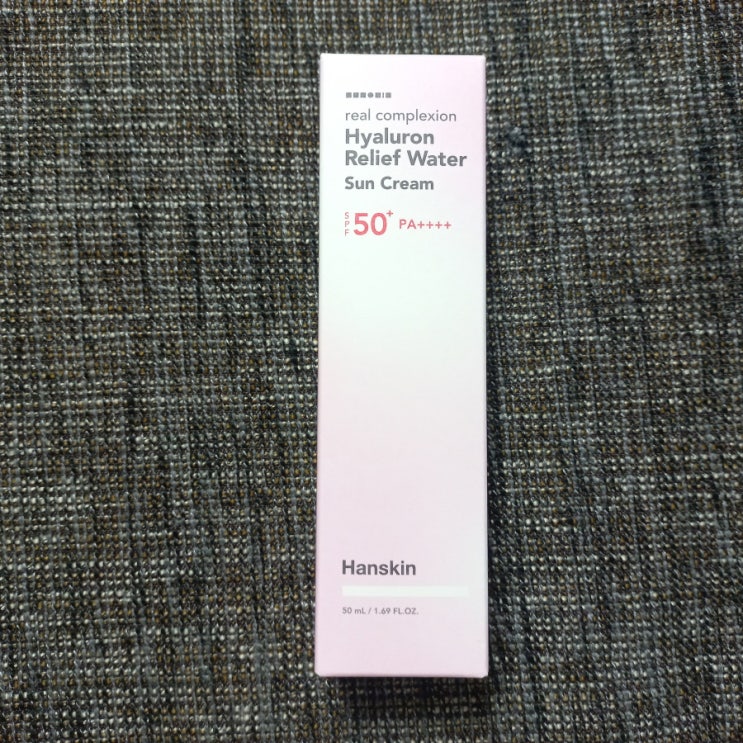 real complexion
Hyaluron
Relief Water
Sun Cream
SPF 50+ PA++++
Hanskin
50 mL / 1.69 FL.OZ.